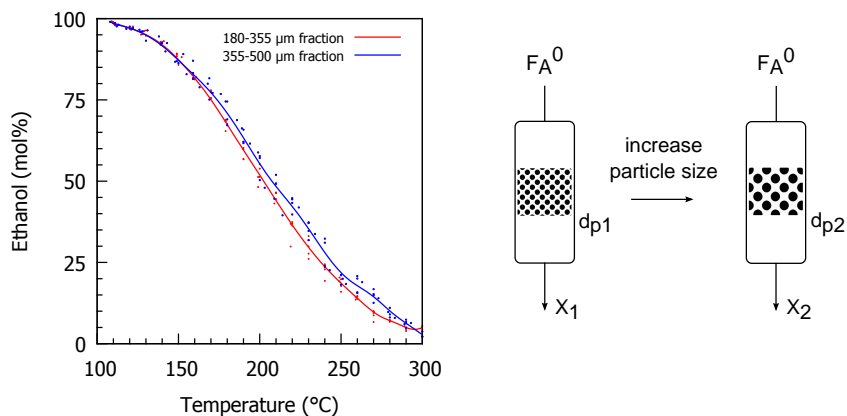 180-355 µm fraction
355-500 µm fraction
100
75
50
25
0
Ethanol (mol%)
100 150 200 250 300
Temperature (°C)
FA0
increase
particle size
dp1
X1
FA0
dp2
X2